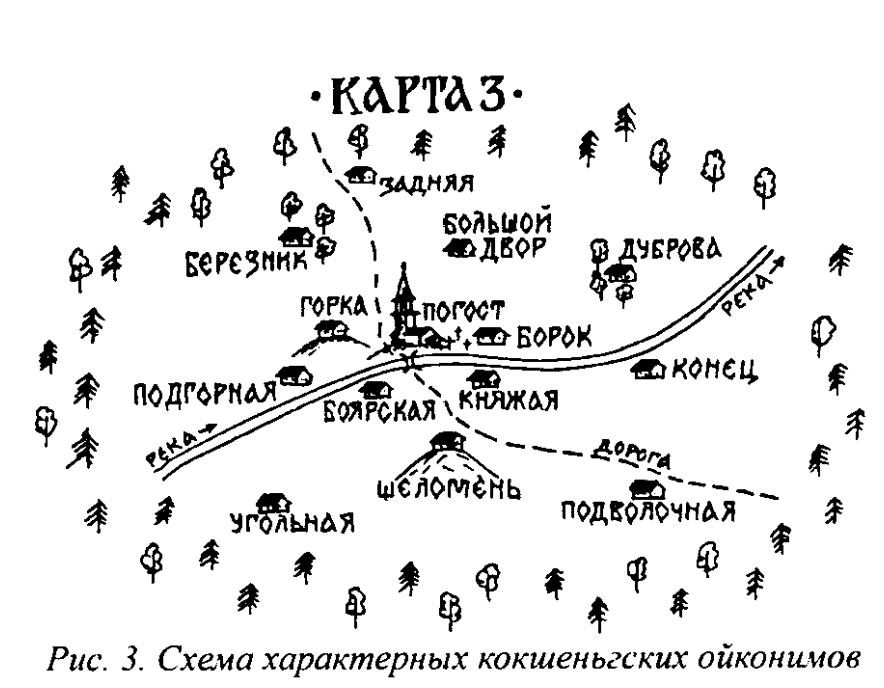 ·КАРТА 3·
ЗАДНЯЯ
БОЛЬШОЙ
ДВОР
ДУБРОВА
БЕРЕЗНИК
РЕКА →
ГОРКА
ПОГОСТ
БОРОК
КОНЕЦ
ПОДГОРНАЯ
БОЯРСКАЯ
КНЯЖАЯ
РЕКА →
ДОРОГА
ШЕЛОМЕНЬ
ПОДВОЛОЧНАЯ
УГОЛЬНАЯ
Рис. 3. Схема характерных кокшеньгских ойконимов